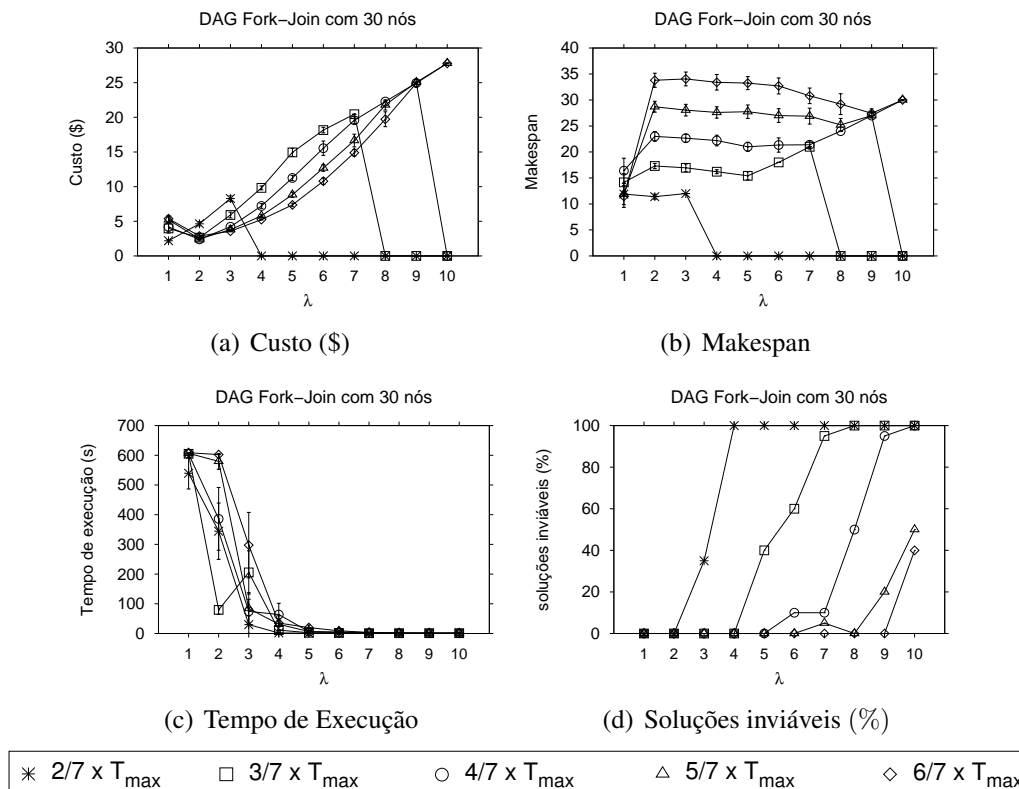 DAG Fork–Join com 30 nós
Custo ($)
30
25
20
15
10
5
0
1 2 3 4 5 6 7 8 9 10
λ
(a) Custo ($)
DAG Fork–Join com 30 nós
Makespan
40
35
30
25
20
15
10
5
0
1 2 3 4 5 6 7 8 9 10
λ
(b) Makespan
DAG Fork–Join com 30 nós
Tempo de execução (s)
700
600
500
400
300
200
100
0
1 2 3 4 5 6 7 8 9 10
λ
(c) Tempo de Execução
DAG Fork–Join com 30 nós
soluções inviáveis (%)
100
80
60
40
20
0
1 2 3 4 5 6 7 8 9 10
λ
(d) Soluções inviáveis (%)
2/7 x Tmax 3/7 x Tmax 4/7 x Tmax 5/7 x Tmax 6/7 x Tmax